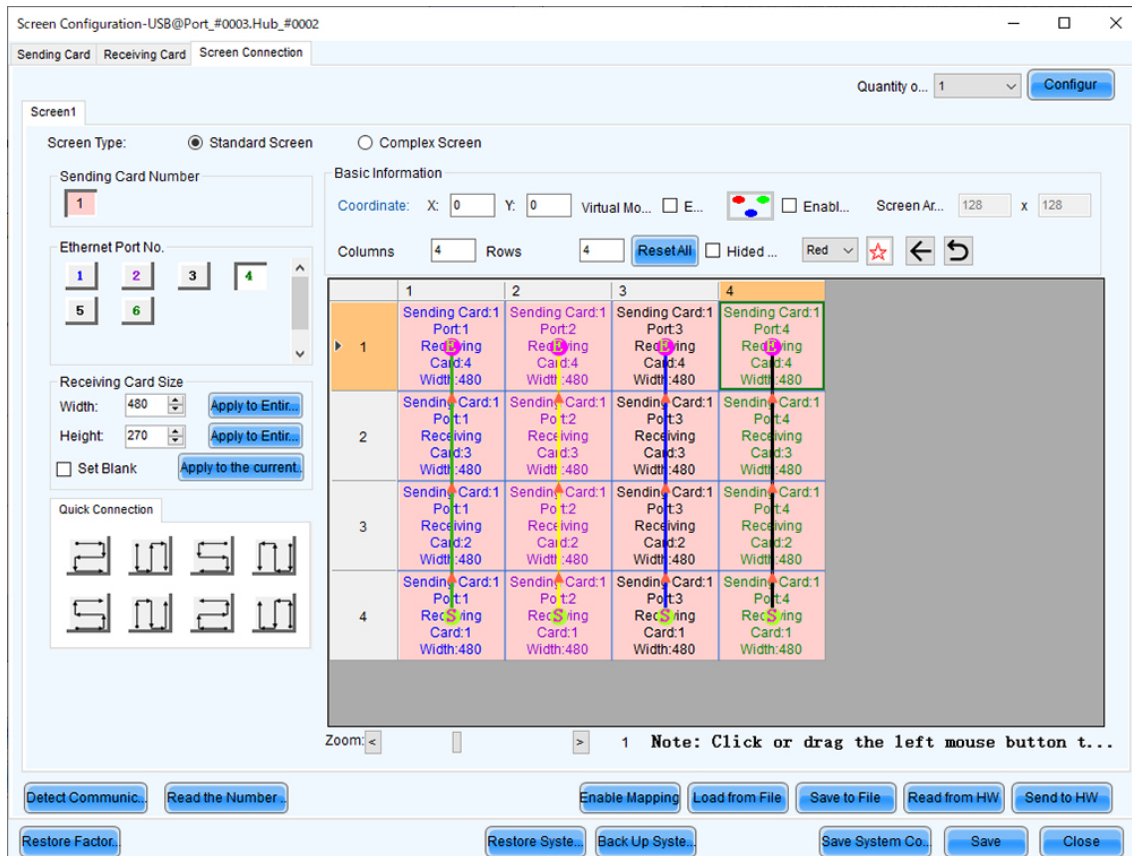 Screen Configuration-USB@Port_#0003.Hub_#0002
Sending Card Receiving Card Screen Connection
Quantity o... 1 Configur
Screen1
Screen Type: Standard Screen Complex Screen
Sending Card Number
1
Basic Information
Coordinate: X: 0 Y: 0 Virtual Mo... E... Enabl... Screen Ar... 128 x 128
Columns 4 Rows 4 Reset All Hided ... Red
Ethernet Port No.
1 2 3 4
5 6
Receiving Card Size
Width: 480 Apply to Entir...
Height: 270 Apply to Entir...
Set Blank Apply to the current.
Quick Connection
1 2 3 4
1
Sending Card:1 Sending Card:1 Sending Card:1 Sending Card:1
Port:1 Port:2 Port:3 Port:4
Receiving Receiving Receiving Receiving
E E E E
Card:4 Card:4 Card:4 Card:4
Width:480 Width:480 Width:480 Width:480
2
Sending Card:1 Sending Card:1 Sending Card:1 Sending Card:1
Port:1 Port:2 Port:3 Port:4
Receiving Receiving Receiving Receiving
Card:3 Card:3 Card:3 Card:3
Width:480 Width:480 Width:480 Width:480
3
Sending Card:1 Sending Card:1 Sending Card:1 Sending Card:1
Port:1 Port:2 Port:3 Port:4
Receiving Receiving Receiving Receiving
Card:2 Card:2 Card:2 Card:2
Width:480 Width:480 Width:480 Width:480
4
Sending Card:1 Sending Card:1 Sending Card:1 Sending Card:1
Port:1 Port:2 Port:3 Port:4
Receiving Receiving Receiving Receiving
S S S S
Card:1 Card:1 Card:1 Card:1
Width:480 Width:480 Width:480 Width:480
Zoom: < > 1 Note: Click or drag the left mouse button t...
Detect Communic... Read the Number .. Enable Mapping Load from File Save to File Read from HW Send to HW
Restore Factor... Restore Syste... Back Up Syste... Save System Co.. Save Close